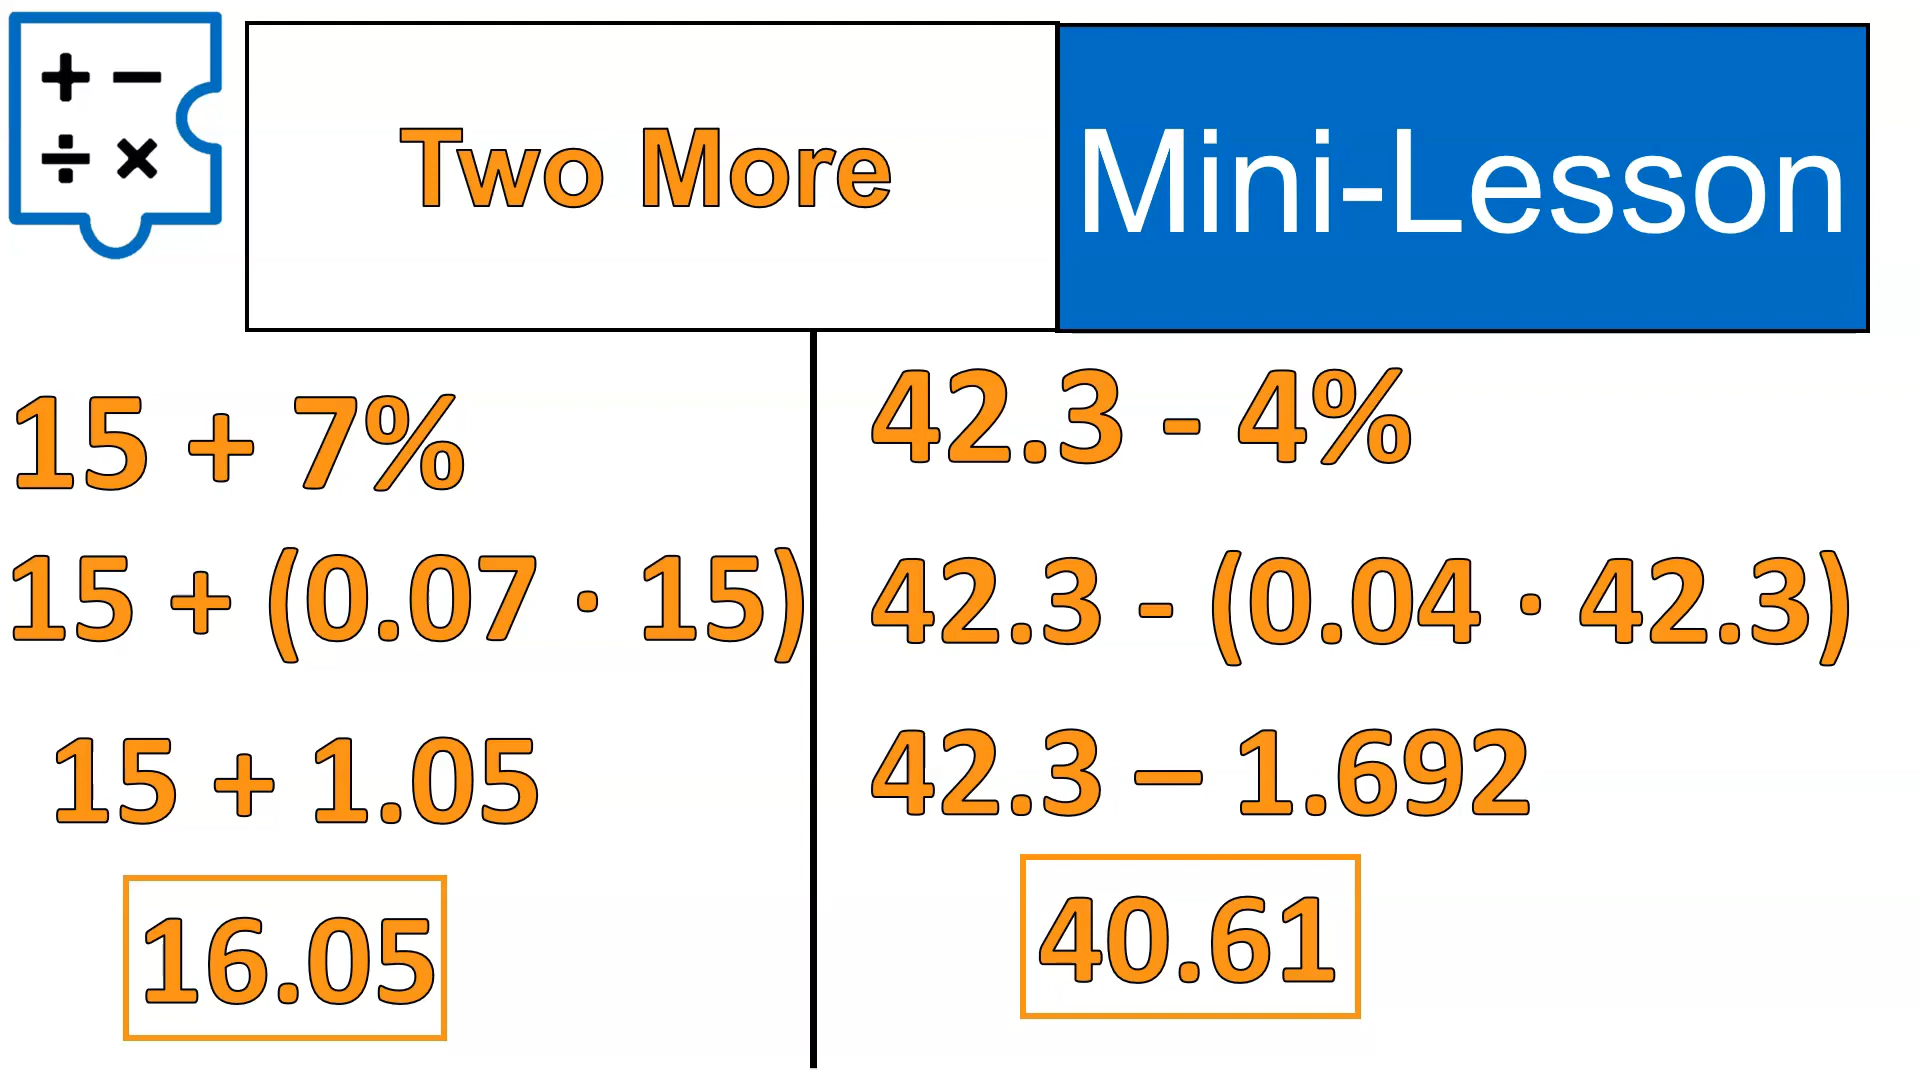 + −
÷ ×
Two More
Mini-Lesson
15 + 7%
15 + (0.07 · 15)
15 + 1.05
16.05
42.3 - 4%
42.3 - (0.04 · 42.3)
42.3 – 1.692
40.61